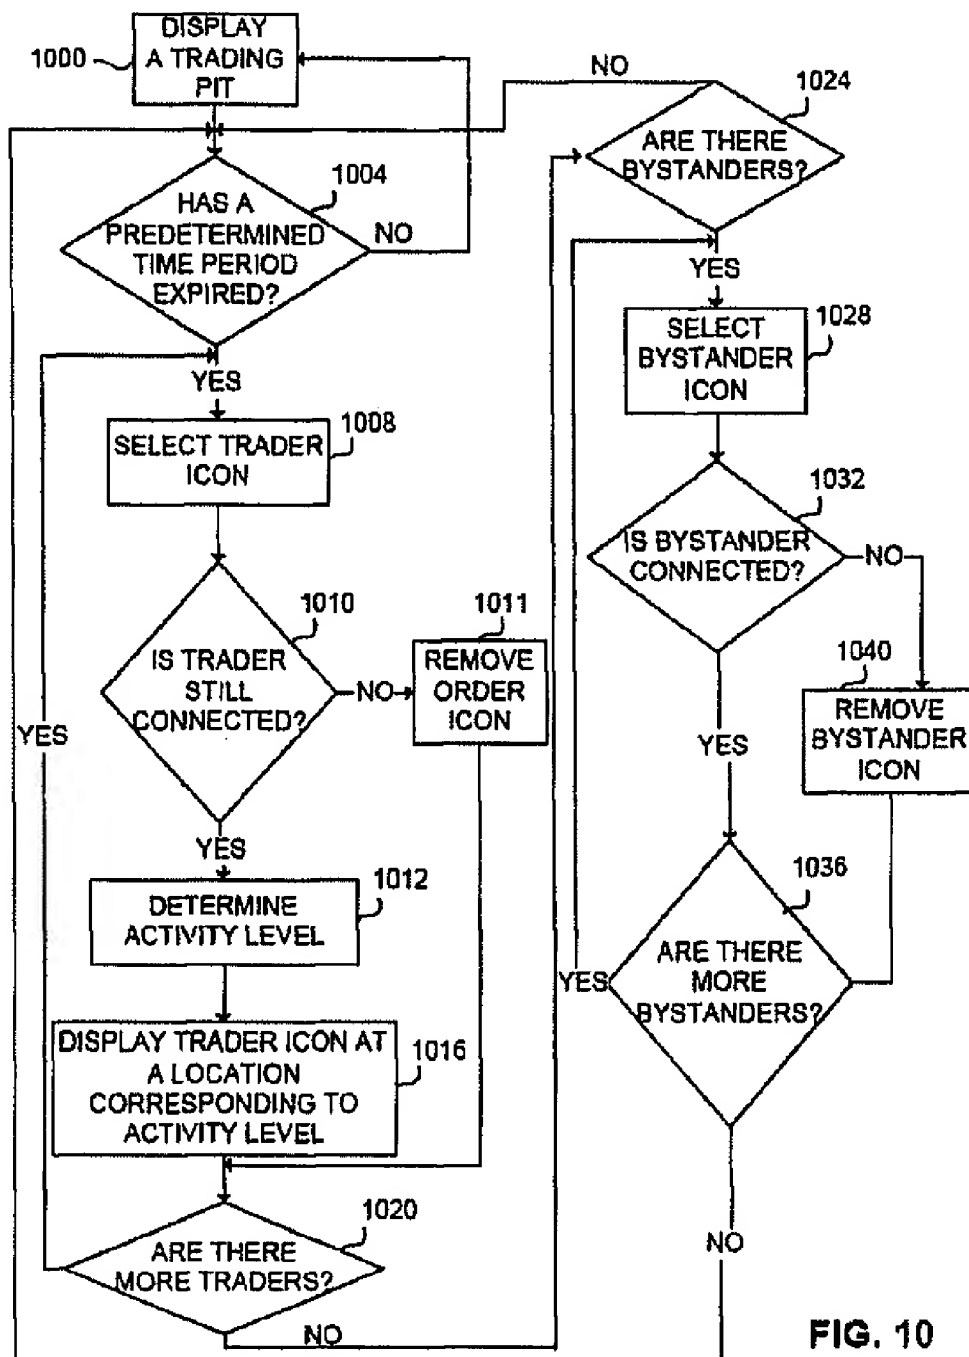 DISPLAY
A TRADING
PIT
1000
HAS A
PREDETERMINED
TIME PERIOD
EXPIRED?
1004
NO
YES
SELECT TRADER
ICON
1008
IS TRADER
STILL
CONNECTED?
1010
NO
REMOVE
ORDER
ICON
1011
YES
YES
DETERMINE
ACTIVITY LEVEL
1012
DISPLAY TRADER ICON AT
A LOCATION
CORRESPONDING TO
ACTIVITY LEVEL
1016
ARE THERE
MORE TRADERS?
1020
NO
NO
ARE THERE
BYSTANDERS?
1024
YES
SELECT
BYSTANDER
ICON
1028
IS BYSTANDER
CONNECTED?
1032
NO
REMOVE
BYSTANDER
ICON
1040
YES
ARE THERE
MORE
BYSTANDERS?
1036
YES
NO
FIG. 10